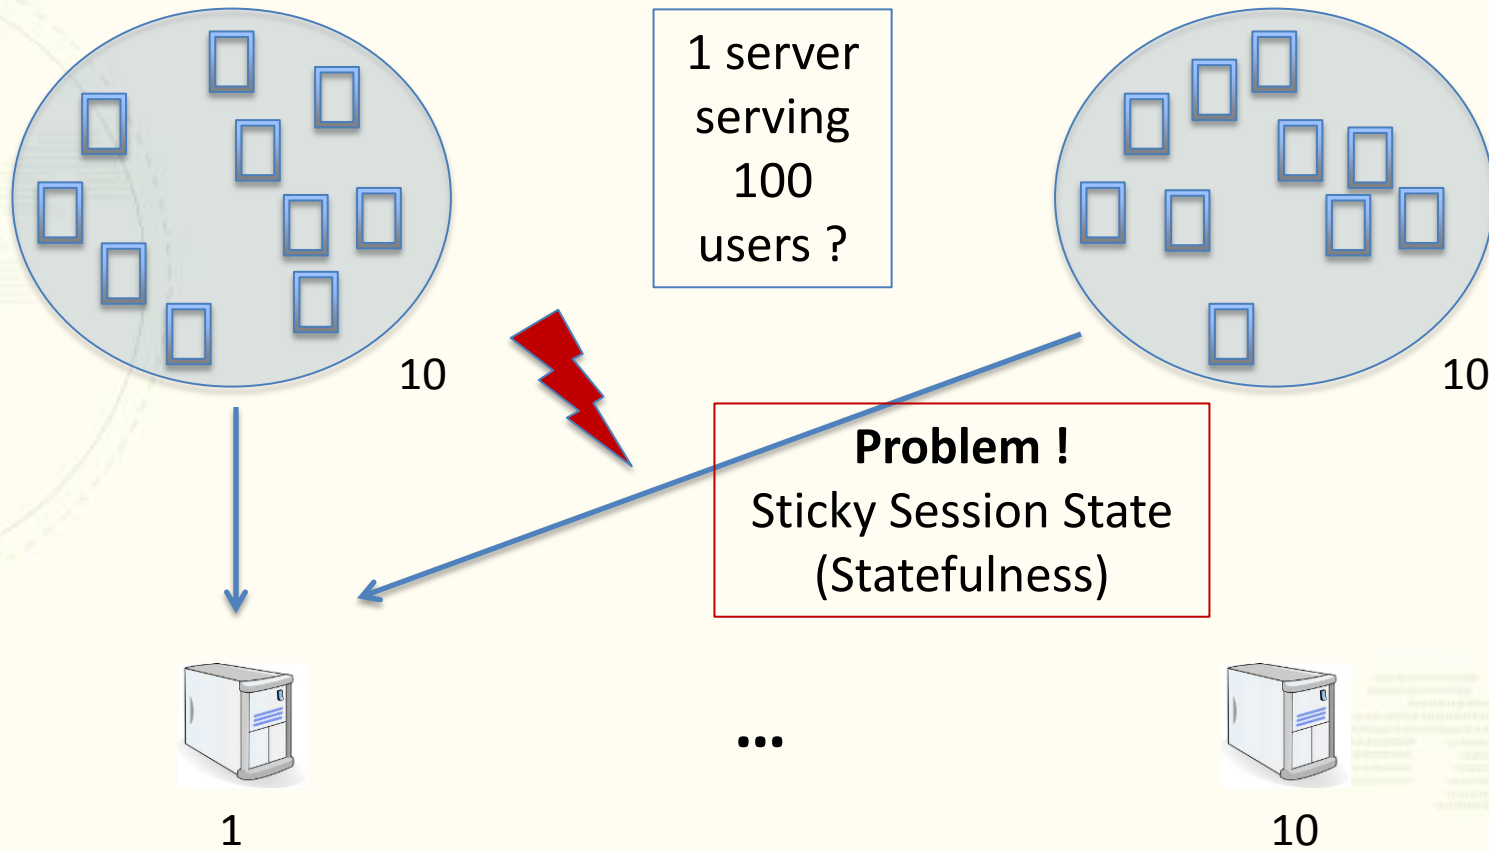 1 server
serving
100
users ?
10
10
Problem !
Sticky Session State
(Statefulness)
...
1
10